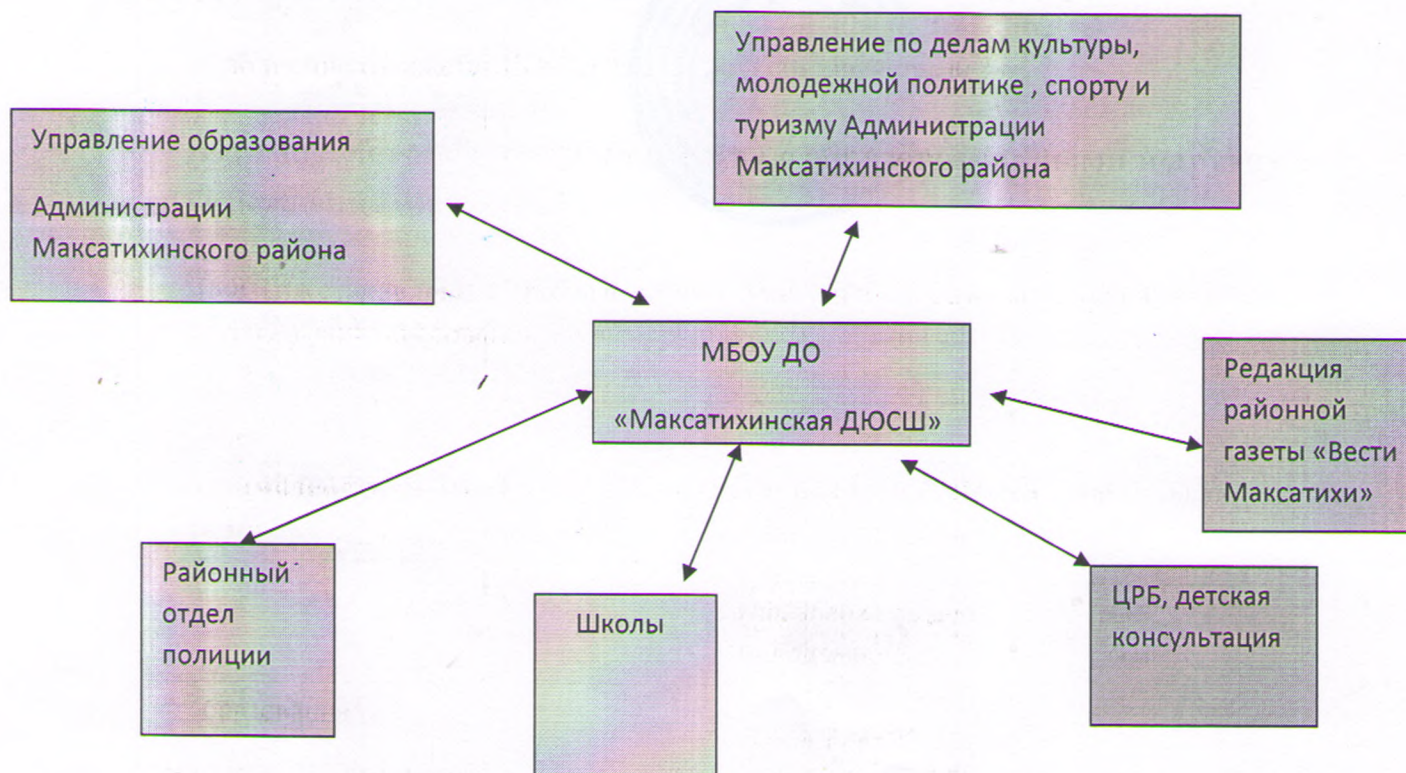 Управление по делам культуры,
молодежной политике , спорту и
туризму Администрации
Максатихинского района
Управление образования
Администрации
Максатихинского района
МБОУ ДО
«Максатихинская ДЮСШ»
Редакция
районной
газеты «Вести
Максатихи»
Районный
отдел
полиции
Школы
ЦРБ, детская
консультация